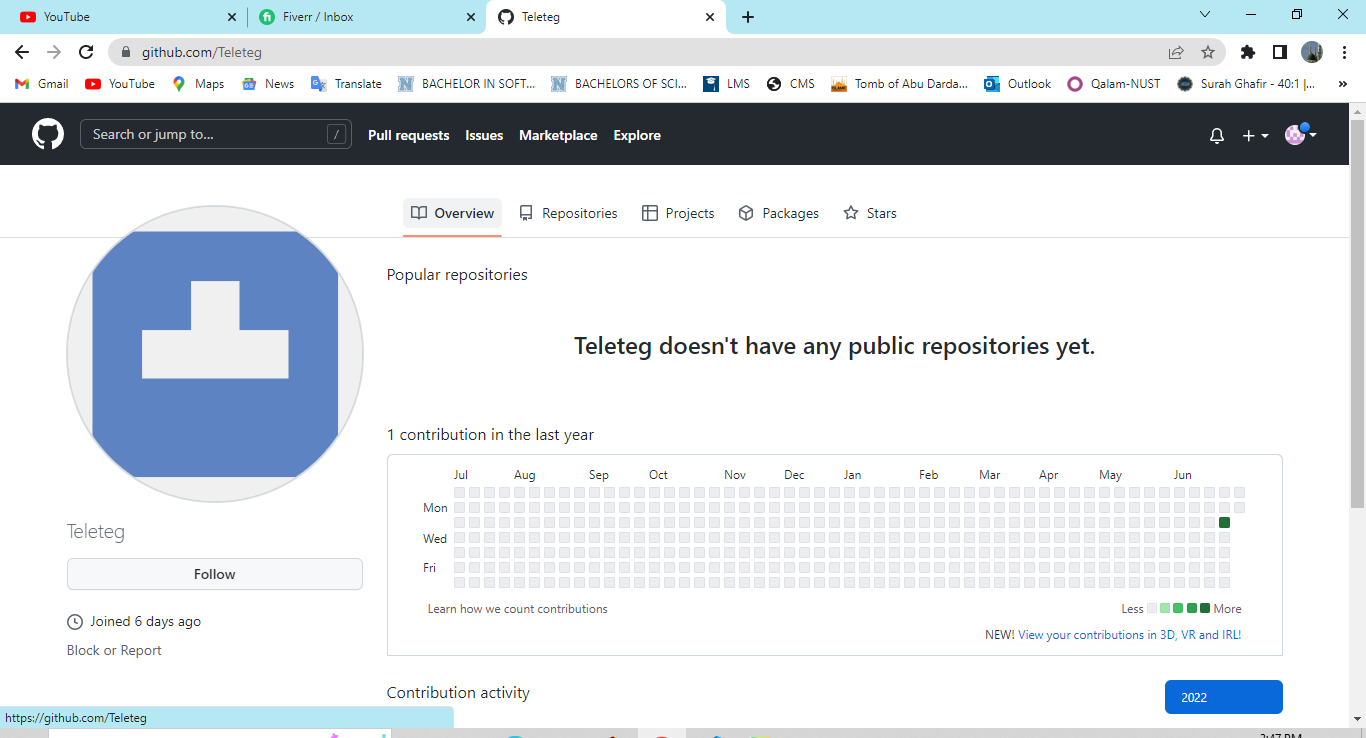 YouTube
Fiverr / Inbox
Teleteg
github.com/Teleteg
Gmail YouTube Maps News Translate BACHELOR IN SOFT... BACHELORS OF SCI... LMS CMS Tomb of Abu Darda... Outlook Qalam-NUST Surah Ghafir - 40:1 |... »
Search or jump to... /
Pull requests Issues Marketplace Explore
Overview Repositories Projects Packages Stars
Popular repositories
Teleteg doesn't have any public repositories yet.
1 contribution in the last year
Jul Aug Sep Oct Nov Dec Jan Feb Mar Apr May Jun
Mon
Wed
Fri
Learn how we count contributions
Less More
NEW! View your contributions in 3D, VR and IRL!
Teleteg
Follow
Joined 6 days ago
Block or Report
Contribution activity
2022
https://github.com/Teleteg